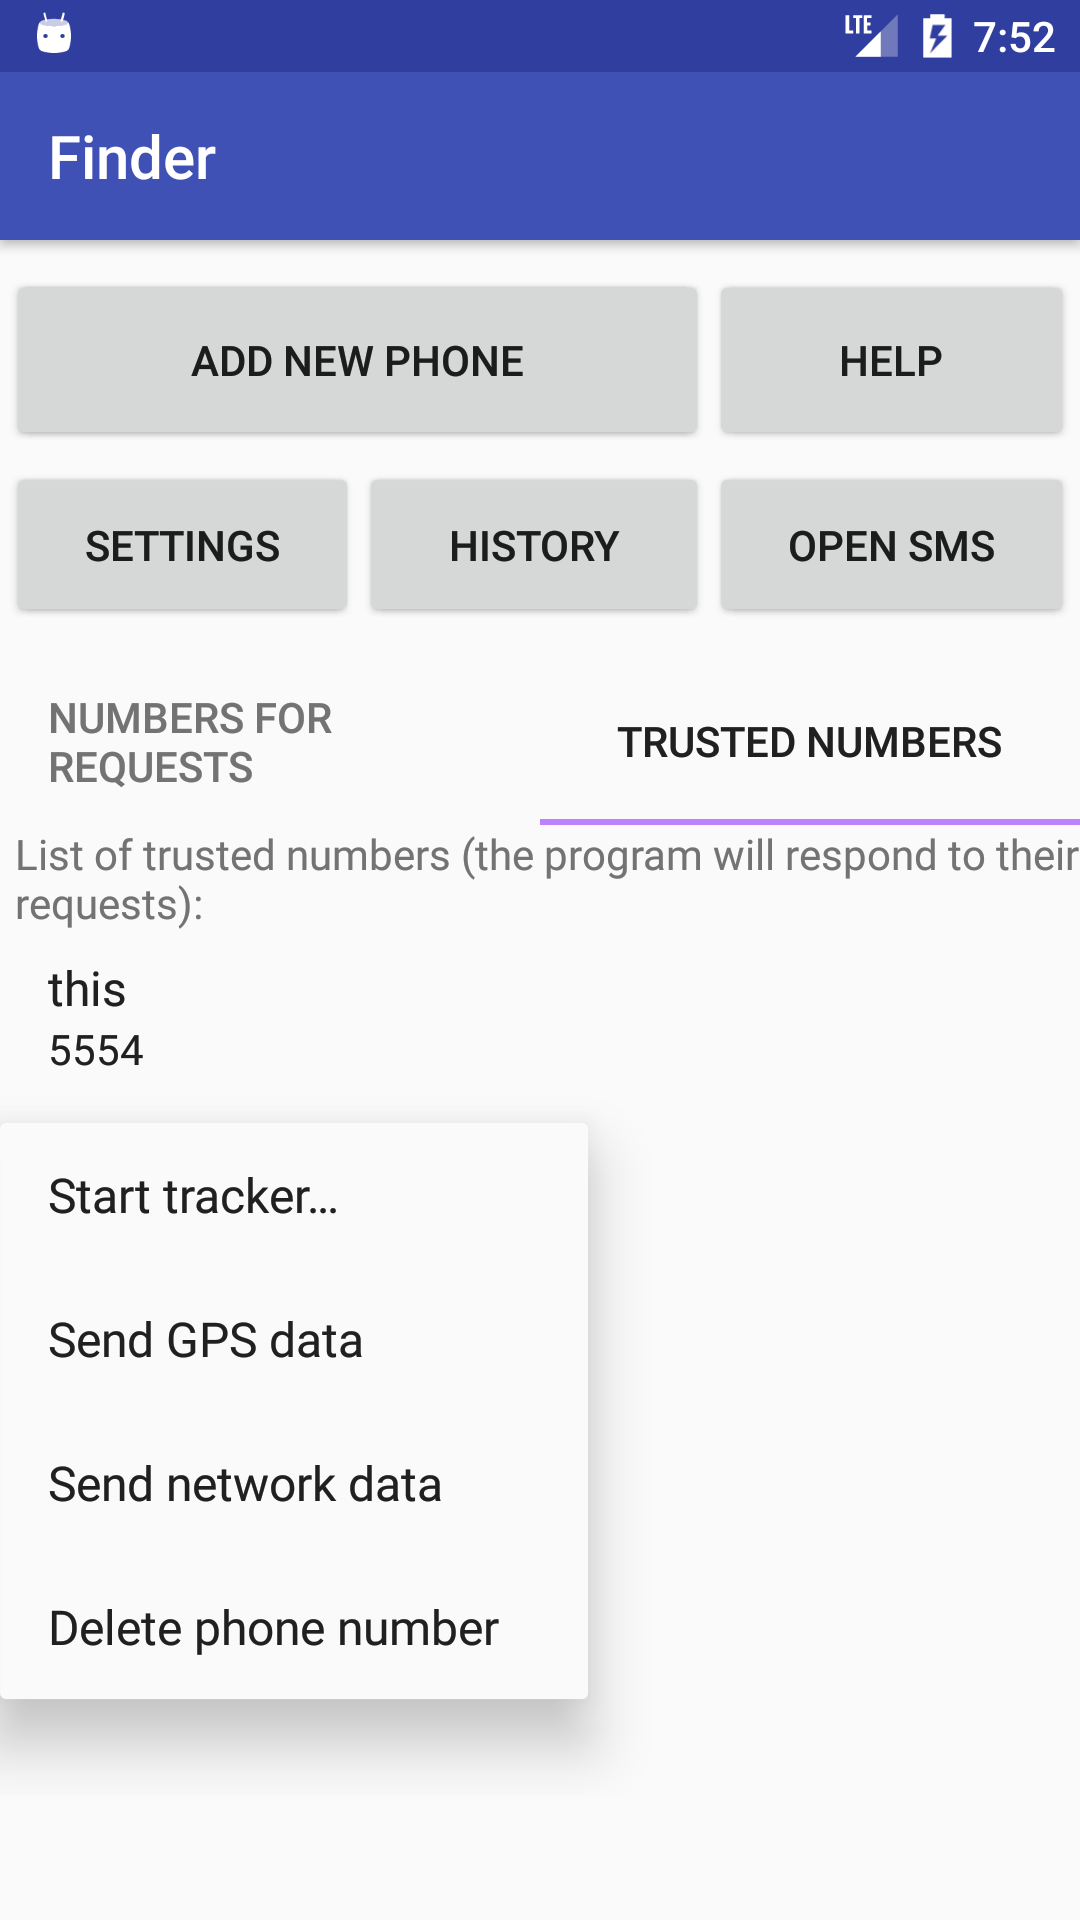 LTE 7:52
Finder
ADD NEW PHONE HELP
SETTINGS HISTORY OPEN SMS
NUMBERS FOR
REQUESTS
TRUSTED NUMBERS
List of trusted numbers (the program will respond to their
requests):
this
5554
Start tracker...
Send GPS data
Send network data
Delete phone number